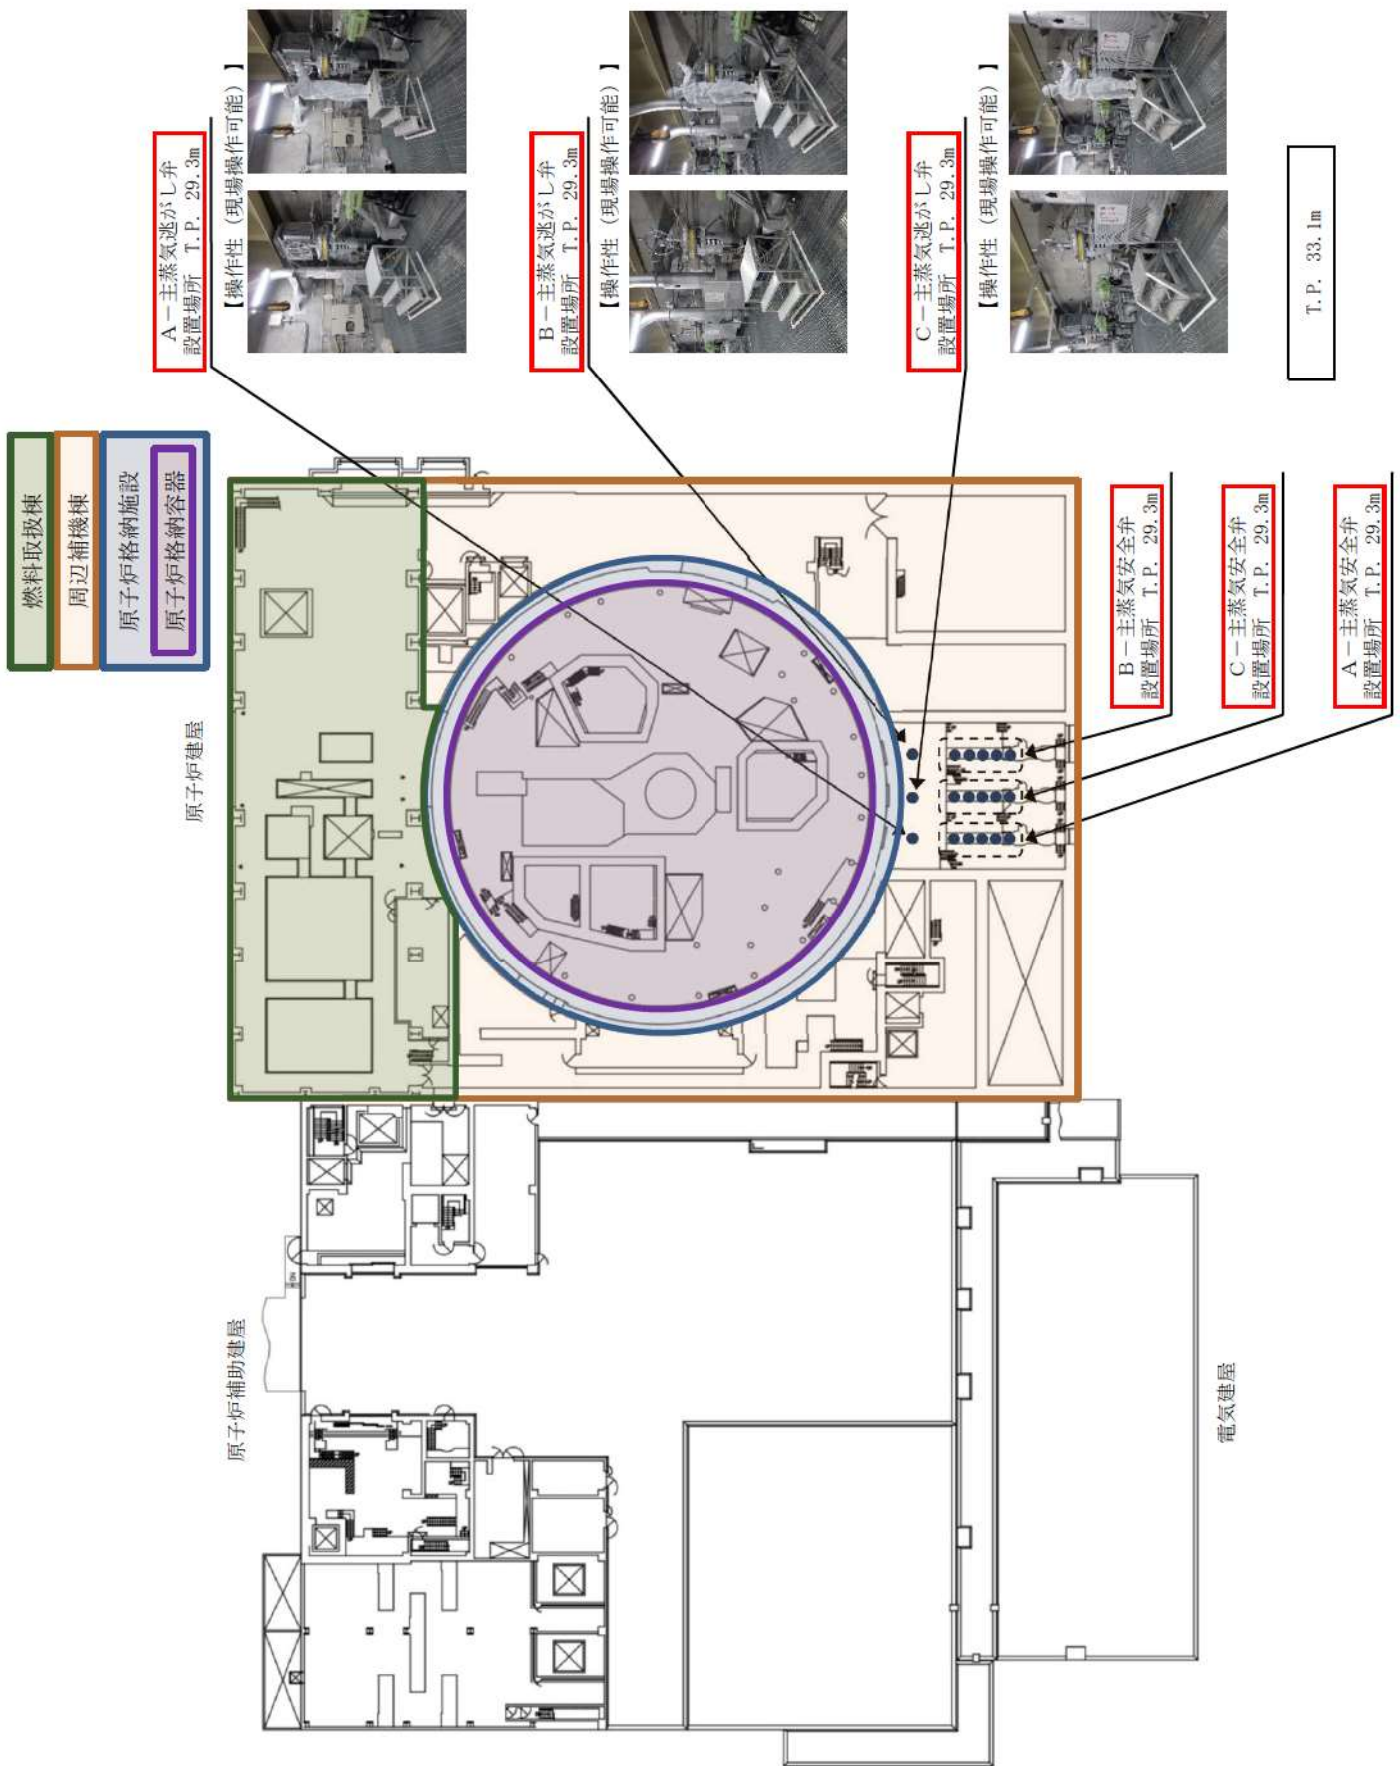 燃料取扱棟
周辺補機棟
原子炉格納施設
原子炉格納容器
A-主蒸気逃がし弁
設置場所 T.P. 29.3m
【操作性(現場操作可能)】
B-主蒸気逃がし弁
設置場所 T.P. 29.3m
【操作性(現場操作可能)】
C-主蒸気逃がし弁
設置場所 T.P. 29.3m
【操作性(現場操作可能)】
T.P. 33.1m
B-主蒸気安全弁
設置場所 T.P. 29.3m
C-主蒸気安全弁
設置場所 T.P. 29.3m
A-主蒸気安全弁
設置場所 T.P. 29.3m
原子炉建屋
原子炉補助建屋
電気建屋